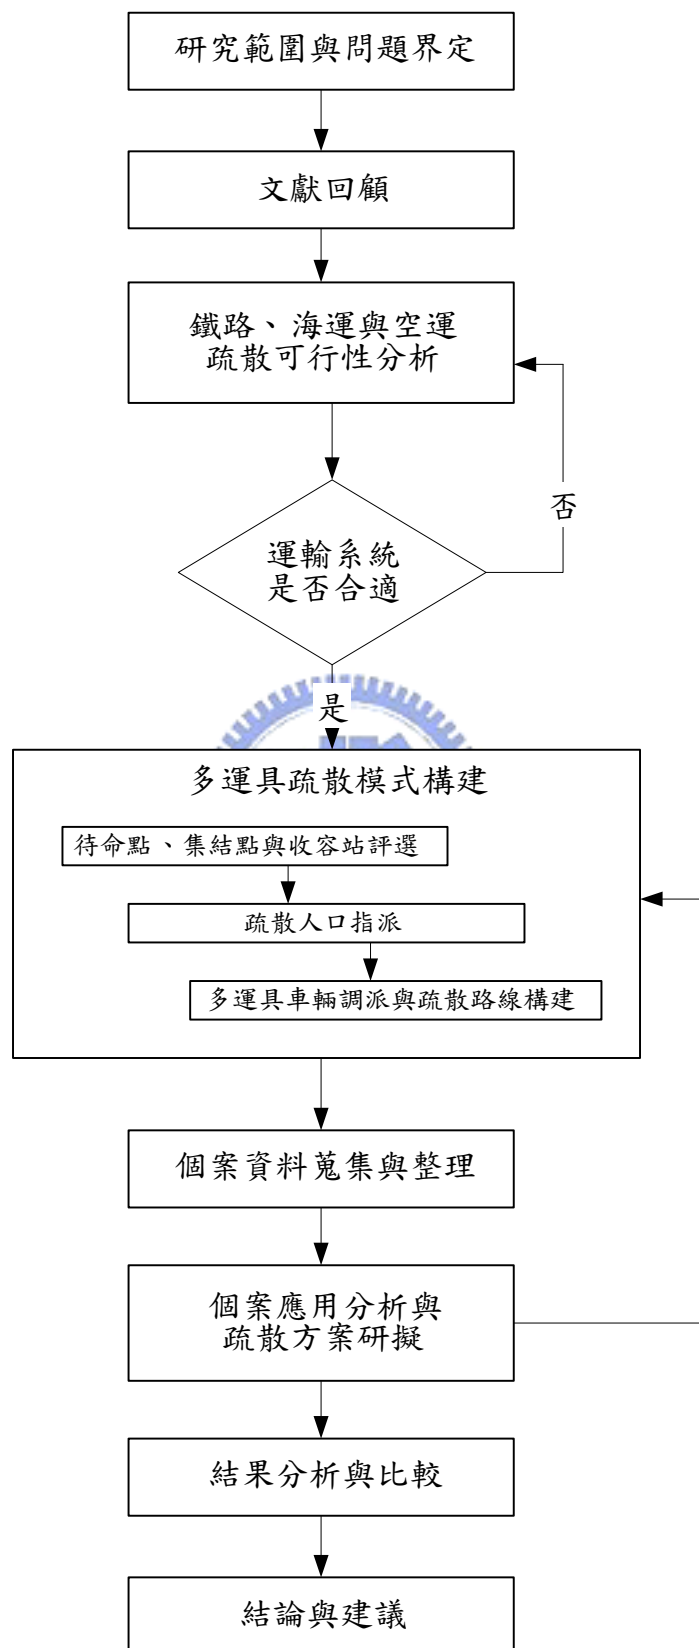 研究範圍與問題界定
文獻回顧
鐵路、海運與空運
疏散可行性分析
否
運輸系統
是否合適
是
多運具疏散模式構建
待命點、集結點與收容站評選
疏散人口指派
多運具車輛調派與疏散路線構建
個案資料蒐集與整理
個案應用分析與
疏散方案研擬
結果分析與比較
結論與建議